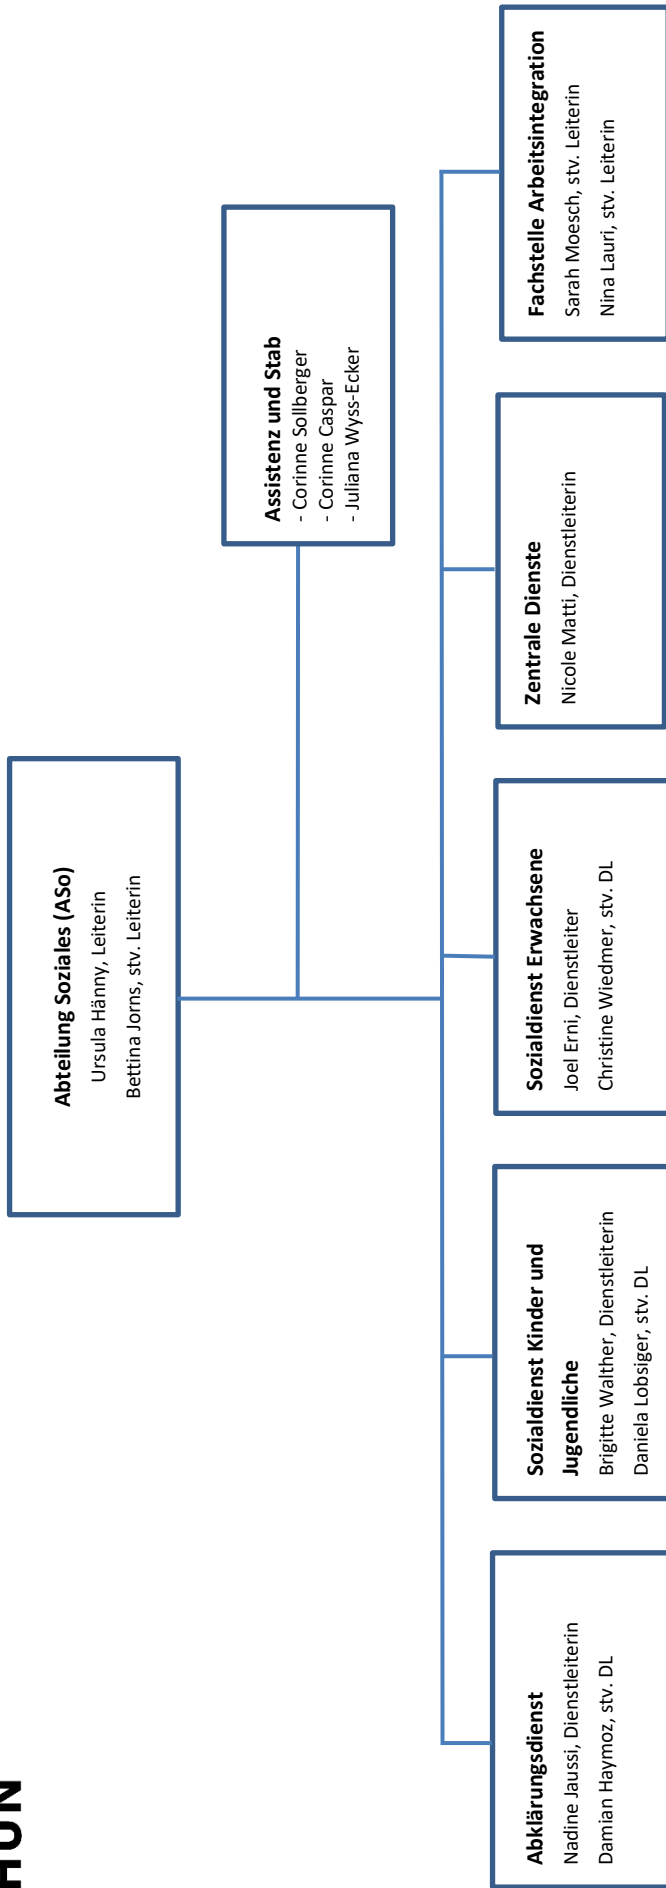 HUN
Abteilung Soziales (ASo)
Ursula Hänny, Leiterin
Bettina Jorns, stv. Leiterin
Assistenz und Stab
- Corinne Sollberger
- Corinne Caspar
- Juliana Wyss-Ecker
Abklärungsdienst
Nadine Jaussi, Dienstleiterin
Damian Haymoz, stv. DL
Sozialdienst Kinder und
Jugendliche
Brigitte Walther, Dienstleiterin
Daniela Lobsiger, stv. DL
Sozialdienst Erwachsene
Joel Erni, Dienstleiter
Christine Wiedmer, stv. DL
Zentrale Dienste
Nicole Matti, Dienstleiterin
Fachstelle Arbeitsintegration
Sarah Moesch, stv. Leiterin
Nina Lauri, stv. Leiterin